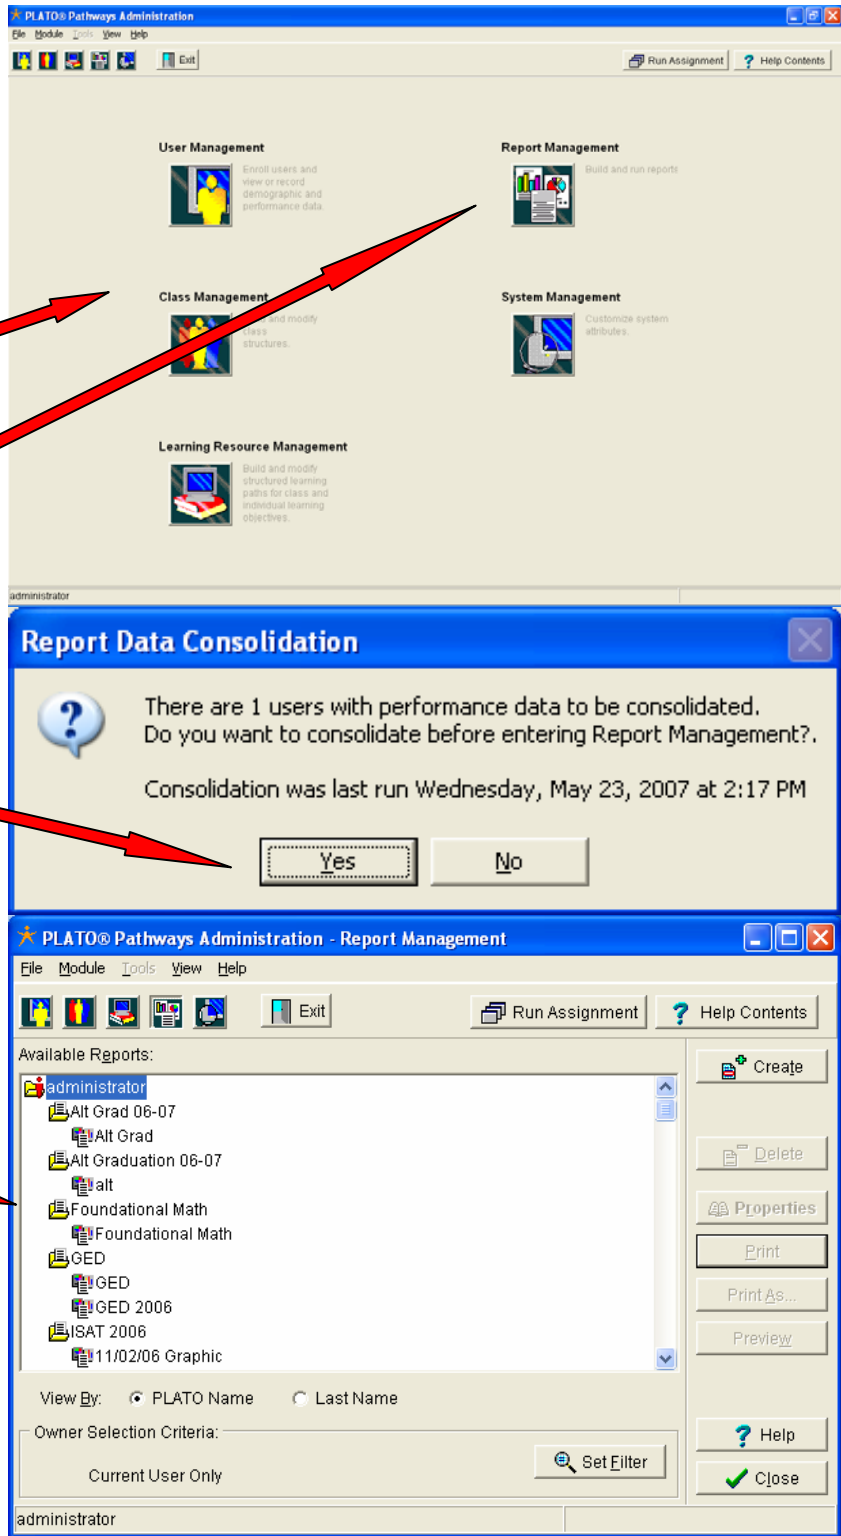 PLATO® Pathways Administration
File Module Tools View Help
Exit
Run Assignment
Help Contents
User Management
Enroll users and
view or record
demographic and
performance data.
Report Management
Build and run reports
Class Management
and modify
class
structures.
System Management
Customize system
attributes.
Learning Resource Management
Build and modify
structured learning
paths for class and
individual learning
objectives.
administrator
Report Data Consolidation
There are 1 users with performance data to be consolidated.
Do you want to consolidate before entering Report Management?.
Consolidation was last run Wednesday, May 23, 2007 at 2:17 PM
Yes
No
PLATO® Pathways Administration - Report Management
File Module Tools View Help
Exit
Run Assignment
Help Contents
Available Reports:
administrator
Alt Grad 06-07
Alt Grad
Alt Graduation 06-07
alt
Foundational Math
Foundational Math
GED
GED
GED 2006
ISAT 2006
11/02/06 Graphic
Create
Delete
Properties
Print
Print As...
Preview
View By: PLATO Name Last Name
Owner Selection Criteria:
Current User Only
Set Filter
Help
Close
administrator